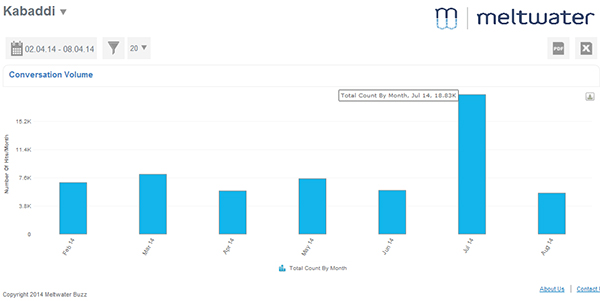 Kabaddi
meltwater
02.04.14 - 08.04.14
20
PDF
Conversation Volume
Total Count By Month, Jul 14, 18.83K
15.2K
11.4K
7.6K
3.8K
0
Number Of Hits/Month
Feb 14
Mar 14
Apr 14
May 14
Jun 14
Jul 14
Aug 14
Total Count By Month
About Us | Contact
Copyright 2014 Meltwater Buzz